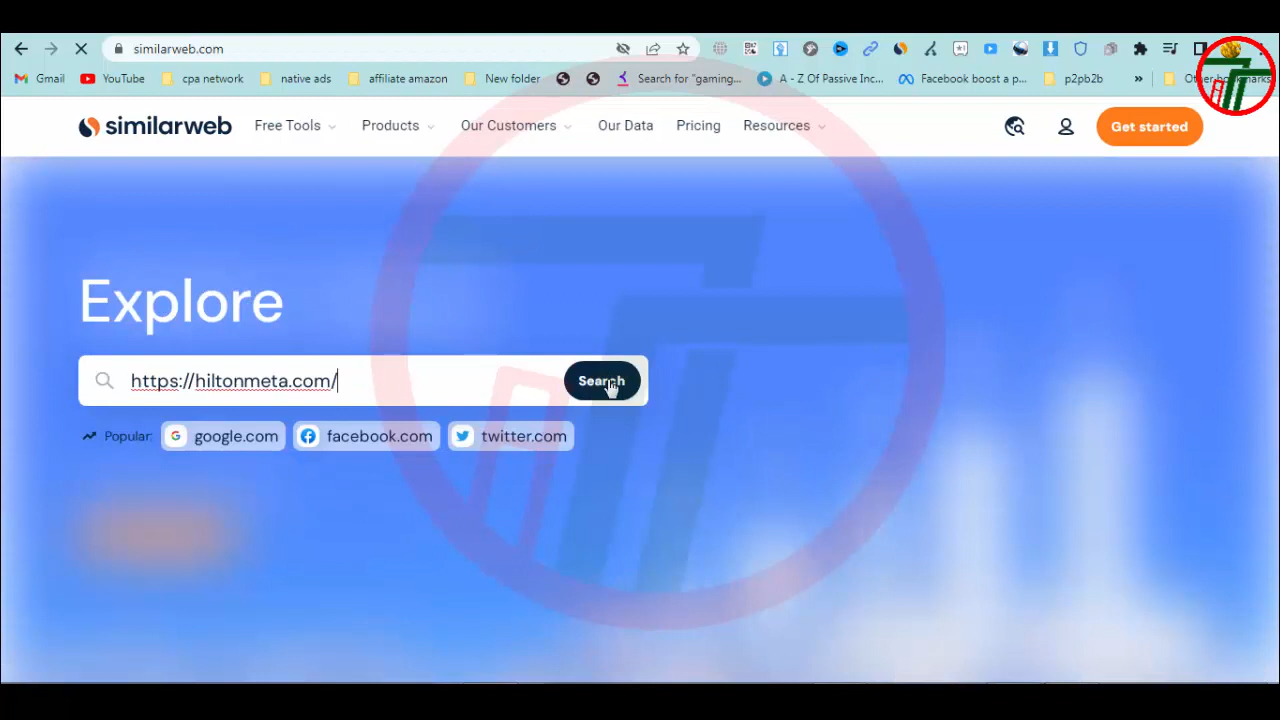 similarweb.com
Gmail YouTube cpa network native ads affiliate amazon New folder Search for "gaming... A - Z Of Passive Inc... Facebook boost a p... p2pb2b » Other bookmarks
similarweb Free Tools Products Our Customers Our Data Pricing Resources Get started
Explore
https://hiltonmeta.com/ Search
Popular: google.com facebook.com twitter.com